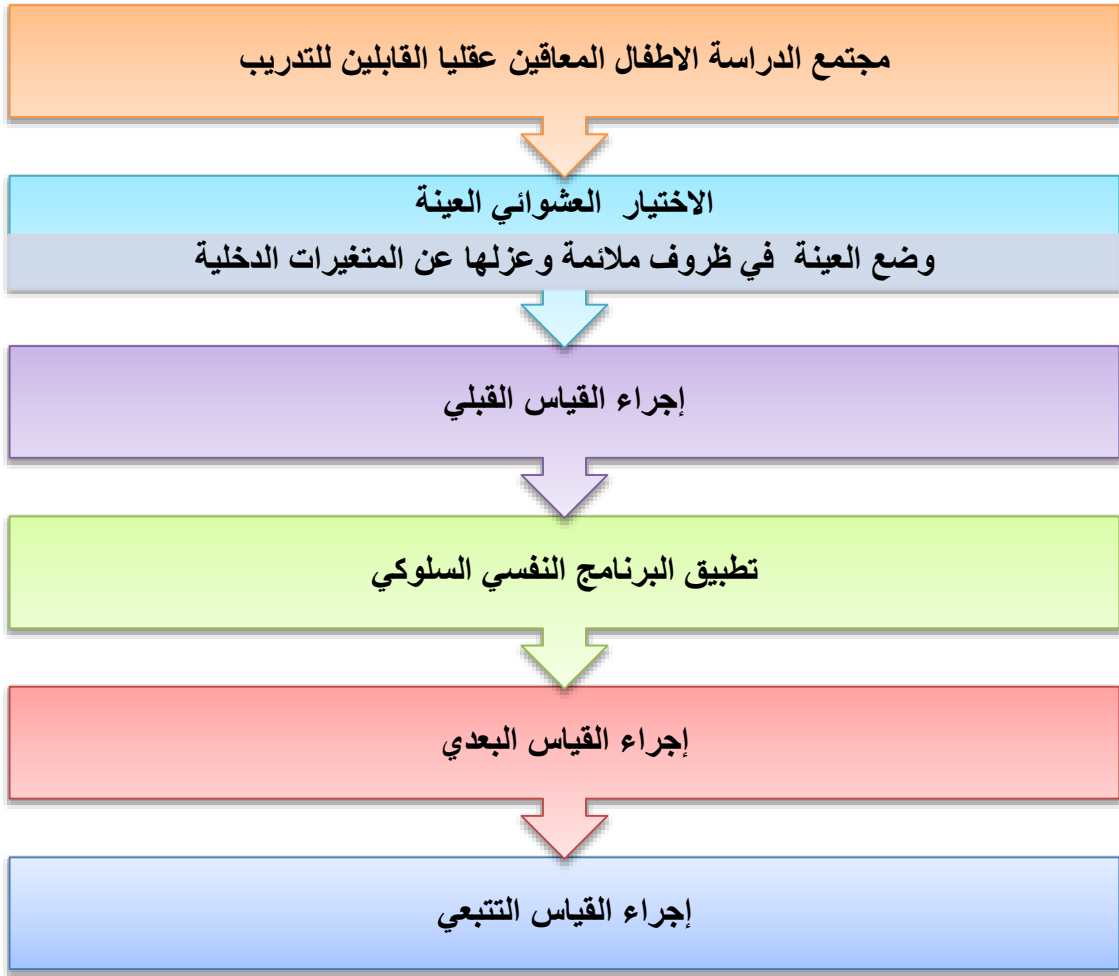 مجتمع الدراسة الاطفال المعاقين عقليا القابلين للتدريب
الاختيار العشوائي العينة
وضع العينة في ظروف ملائمة وعزلها عن المتغيرات الدخلية
إجراء القياس القبلي
تطبيق البرنامج النفسي السلوكي
إجراء القياس البعدي
إجراء القياس التتبعي